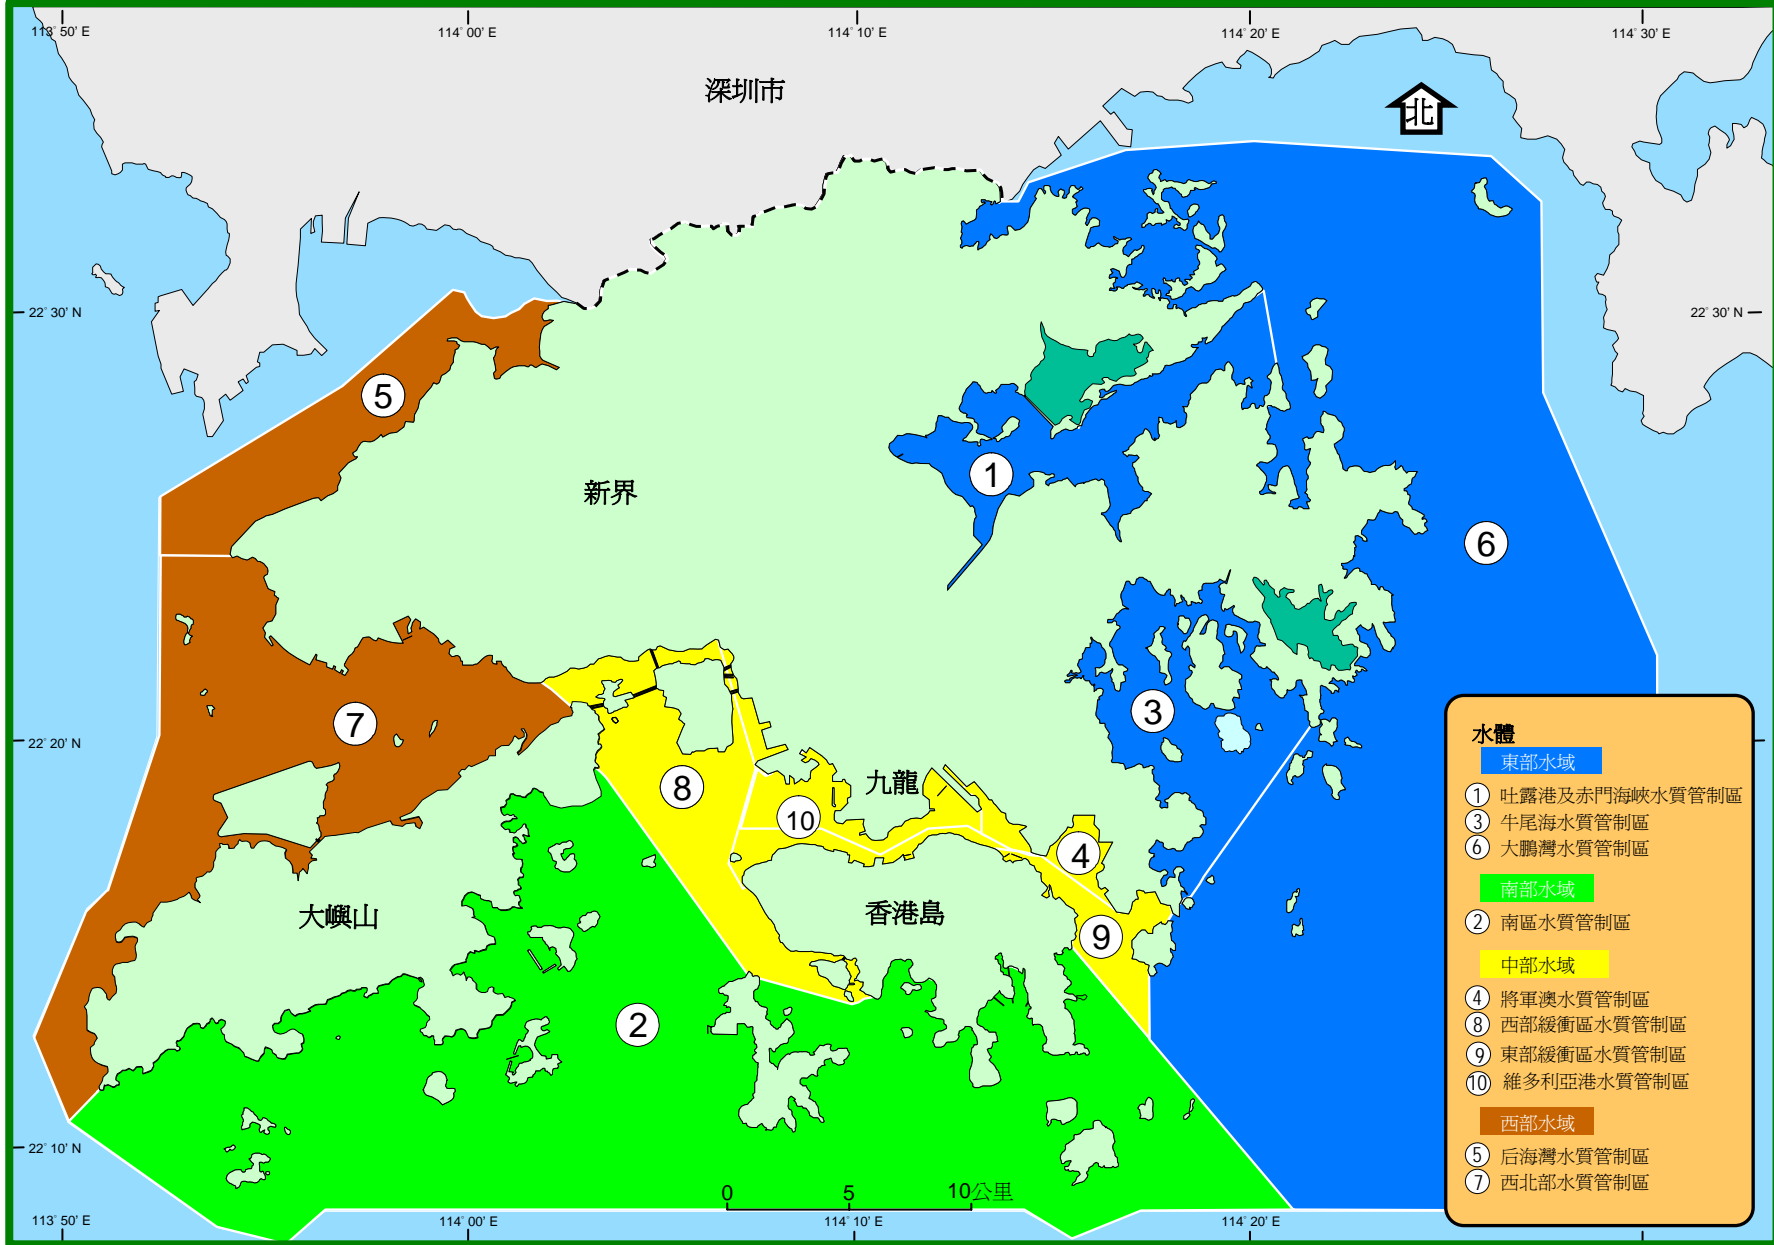 113° 50' E
114° 00' E
114° 10' E
114° 20' E
114° 30' E
深圳市
北
22° 30' N
22° 30' N
5
1
新界
6
7
3
22° 20' N
8
九龍
10
4
大嶼山
香港島
9
2
水體
東部水域
1 吐露港及赤門海峽水質管制區
3 牛尾海水質管制區
6 大鵬灣水質管制區
南部水域
2 南區水質管制區
中部水域
4 將軍澳水質管制區
8 西部緩衝區水質管制區
9 東部緩衝區水質管制區
10 維多利亞港水質管制區
西部水域
5 后海灣水質管制區
7 西北部水質管制區
22° 10' N
0 5 10公里
113° 50' E
114° 00' E
114° 10' E
114° 20' E